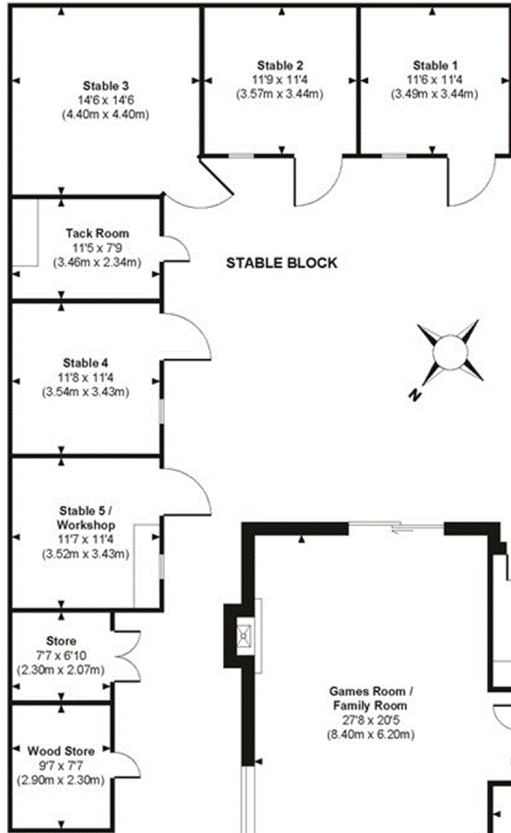 Stable 3
14'6 x 14'6
(4.40m x 4.40m)
Stable 2
11'9 x 11'4
(3.57m x 3.44m)
Stable 1
11'6 x 11'4
(3.49m x 3.44m)
Tack Room
11'5 x 7'9
(3.46m x 2.34m)
STABLE BLOCK
Stable 4
11'8 x 11'4
(3.54m x 3.43m)
N
Stable 5 /
Workshop
11'7 x 11'4
(3.52m x 3.43m)
Store
7'7 x 6'10
(2.30m x 2.07m)
Games Room /
Family Room
27'8 x 20'5
(8.40m x 6.20m)
Wood Store
9'7 x 7'7
(2.90m x 2.30m)